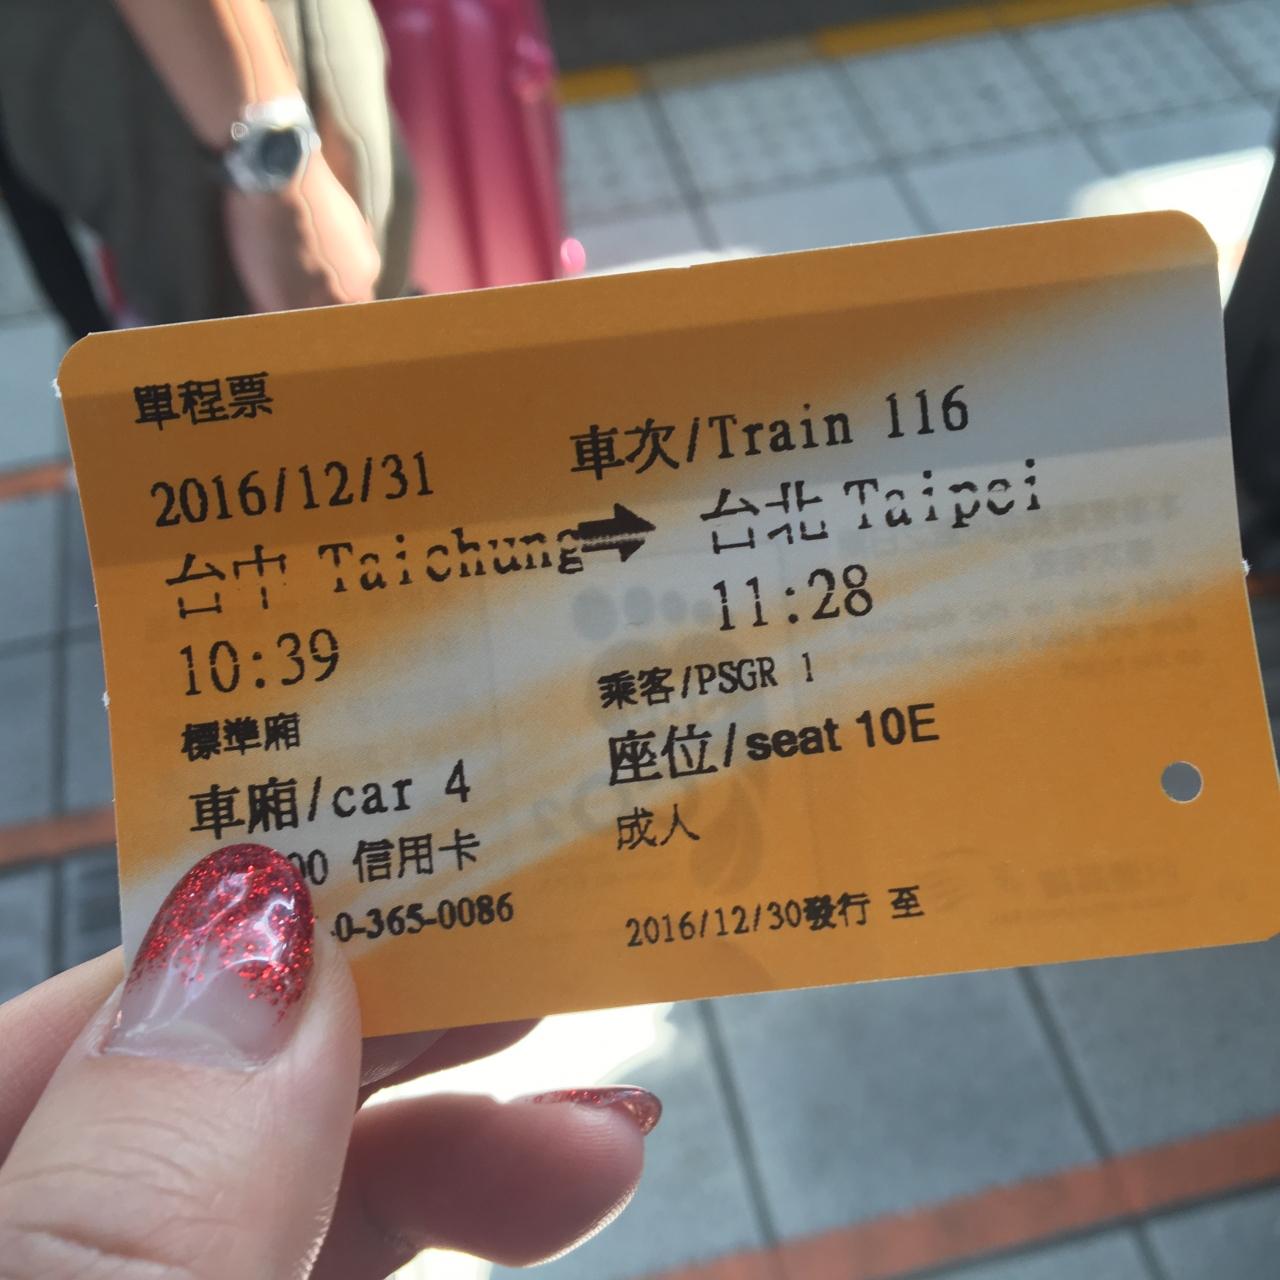 單程票
2016/12/31 車次/Train 116
台中 Taichung → 台北 Taipei
10:39 11:28
標準廂 乘客/PSGR 1
車廂/car 4 座位/seat 10E
00 信用卡 成人
0-365-0086 2016/12/30發行 至